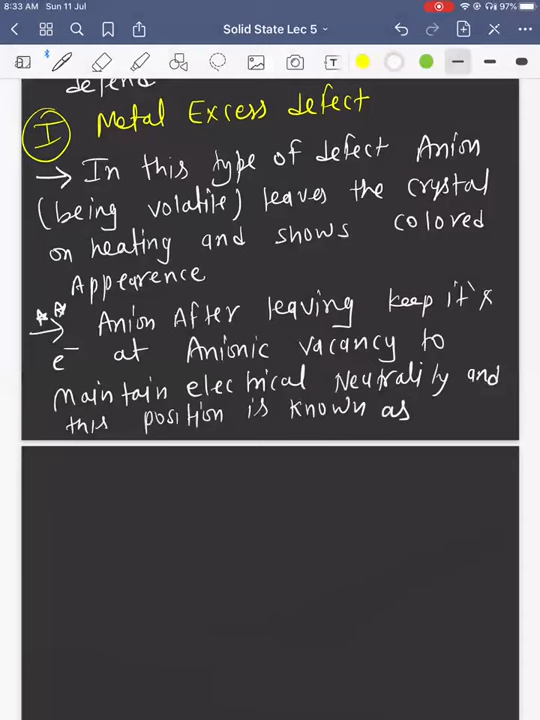 8:33 AM Sun 11 Jul
97%
Solid State Lec 5
T
I Metal Excess defect
→ In this type of defect Anion
(being volatile) leaves the crystal
on heating and shows colored
Appearence
→ Anion After leaving keep it's
e⁻ at Anionic vacancy to
maintain electrical Neutrality and
this position is known as